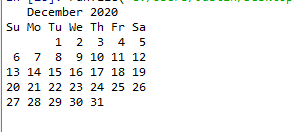 December 2020
Su Mo Tu We Th Fr Sa
1 2 3 4 5
6 7 8 9 10 11 12
13 14 15 16 17 18 19
20 21 22 23 24 25 26
27 28 29 30 31